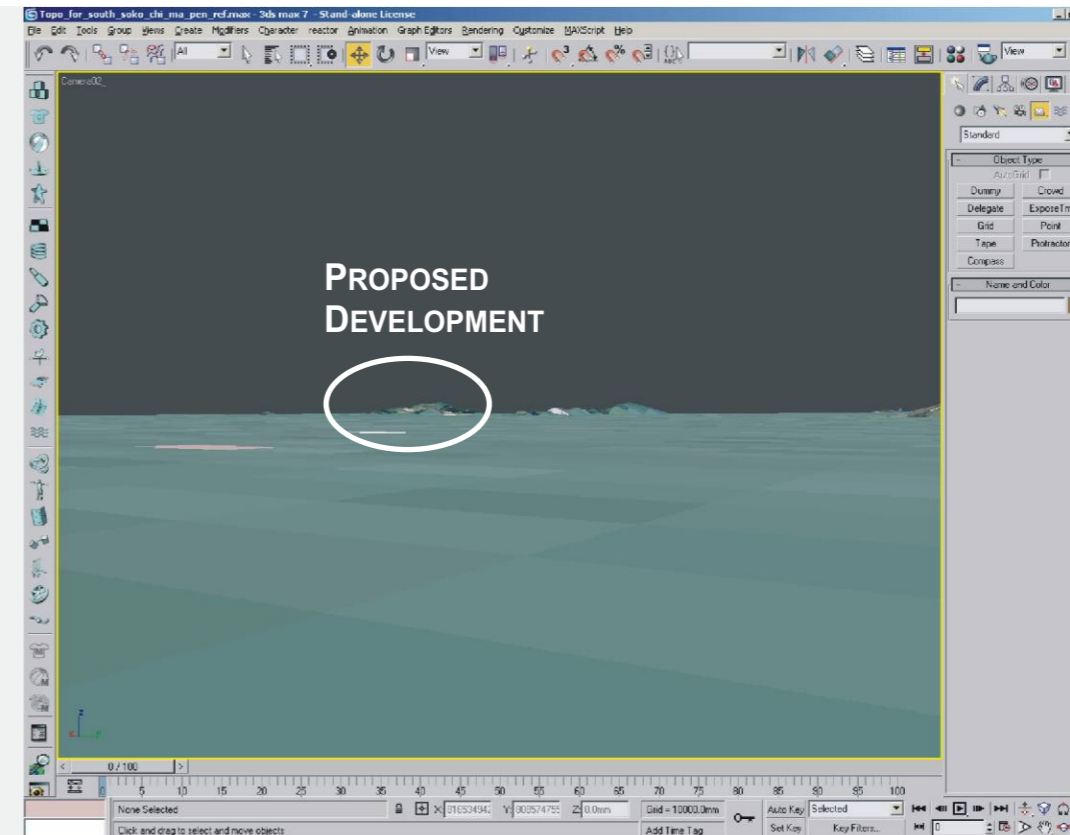 Topo_for_south_soko_chi_ma_pen_ref.max - 3ds max 7 - Stand-alone License
File Edit Tools Group Views Create Modifiers Character reactor Animation Graph Editors Rendering Customize MAXScript Help
All View View
Camera02_
Standard
- Object Type
AutoGrid
Dummy Crowd
Delegate ExposeTm
Grid Point
Tape Protractor
Compass
- Name and Color
PROPOSED
DEVELOPMENT
z
x y
< 0 / 100 >
0 5 10 15 20 25 30 35 40 45 50 55 60 65 70 75 80 85 90 95 100
None Selected X: Y: Z: 0.0mm Grid = 10000.0mm Auto Key Selected
Click and drag to select and move objects Add Time Tag Set Key Key Filters... 0